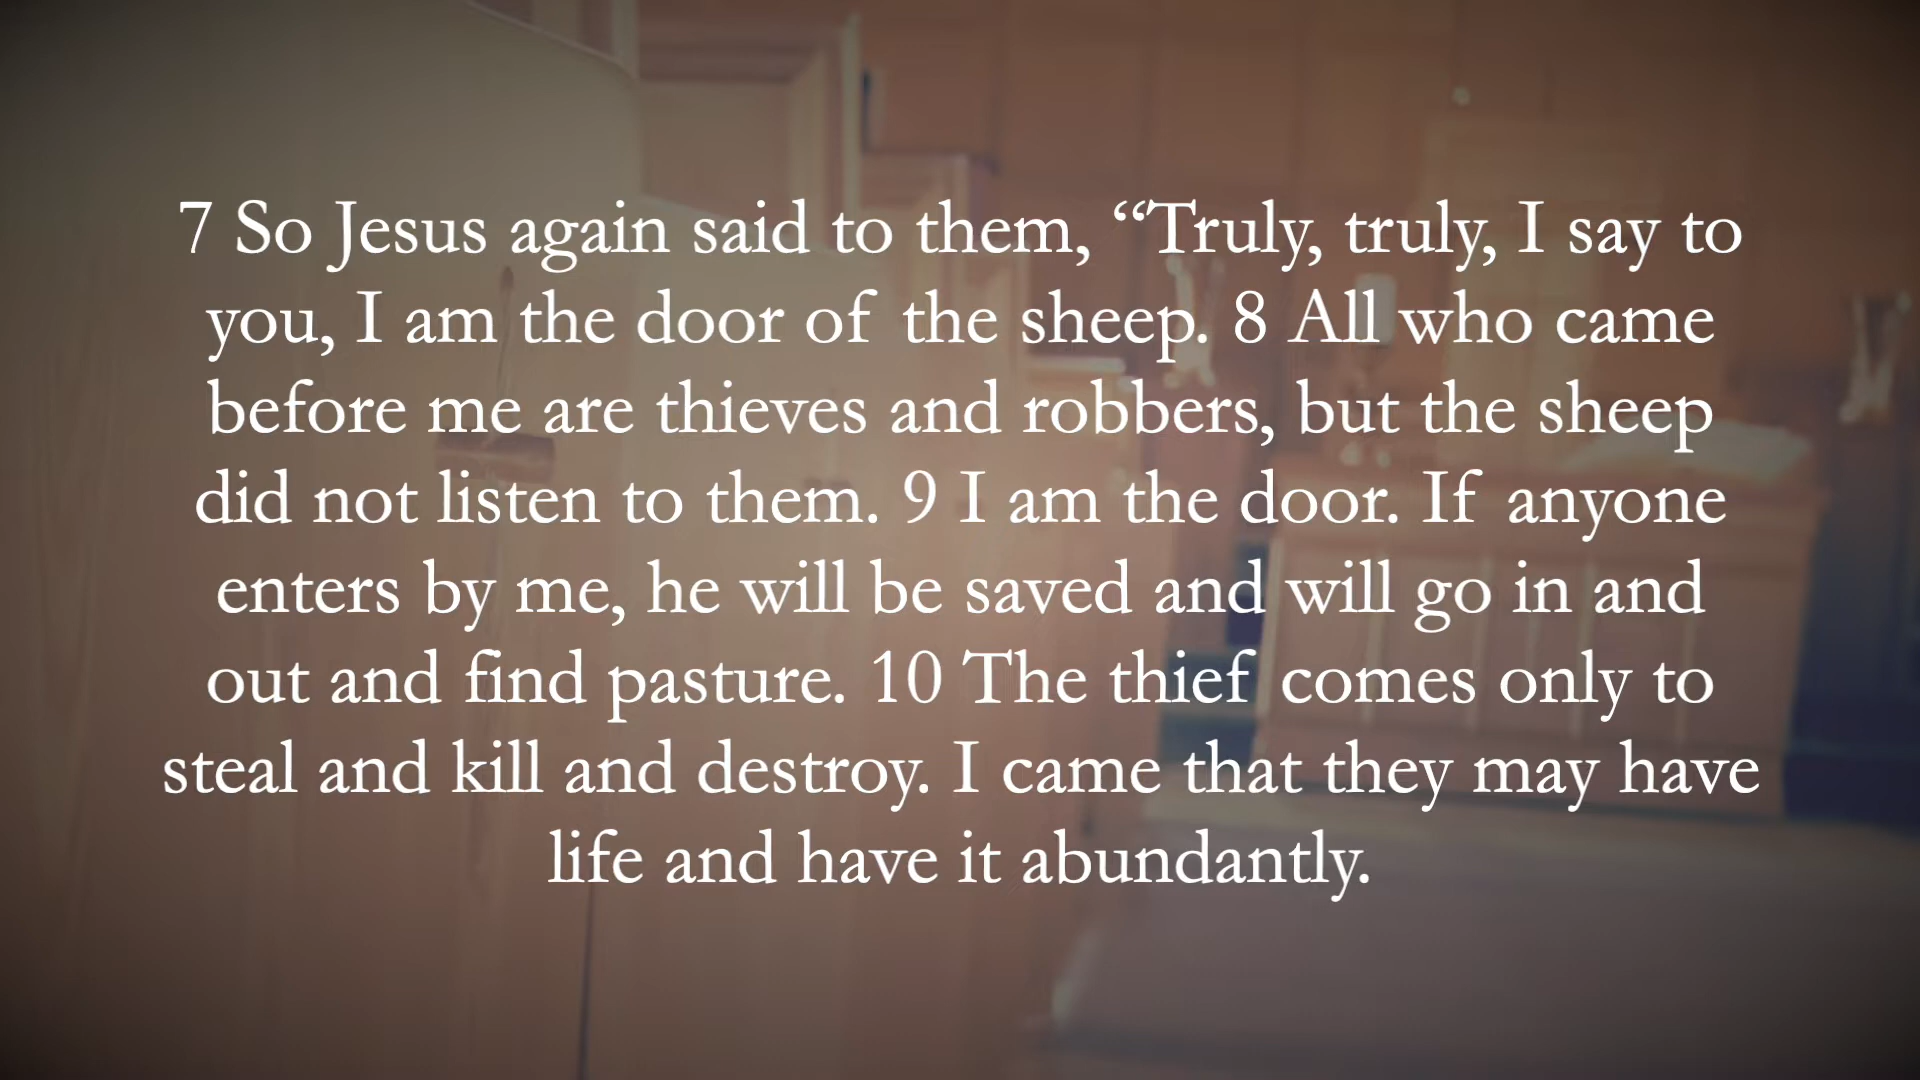 7 So Jesus again said to them, “Truly, truly, I say to
you, I am the door of the sheep. 8 All who came
before me are thieves and robbers, but the sheep
did not listen to them. 9 I am the door. If anyone
enters by me, he will be saved and will go in and
out and find pasture. 10 The thief comes only to
steal and kill and destroy. I came that they may have
life and have it abundantly.